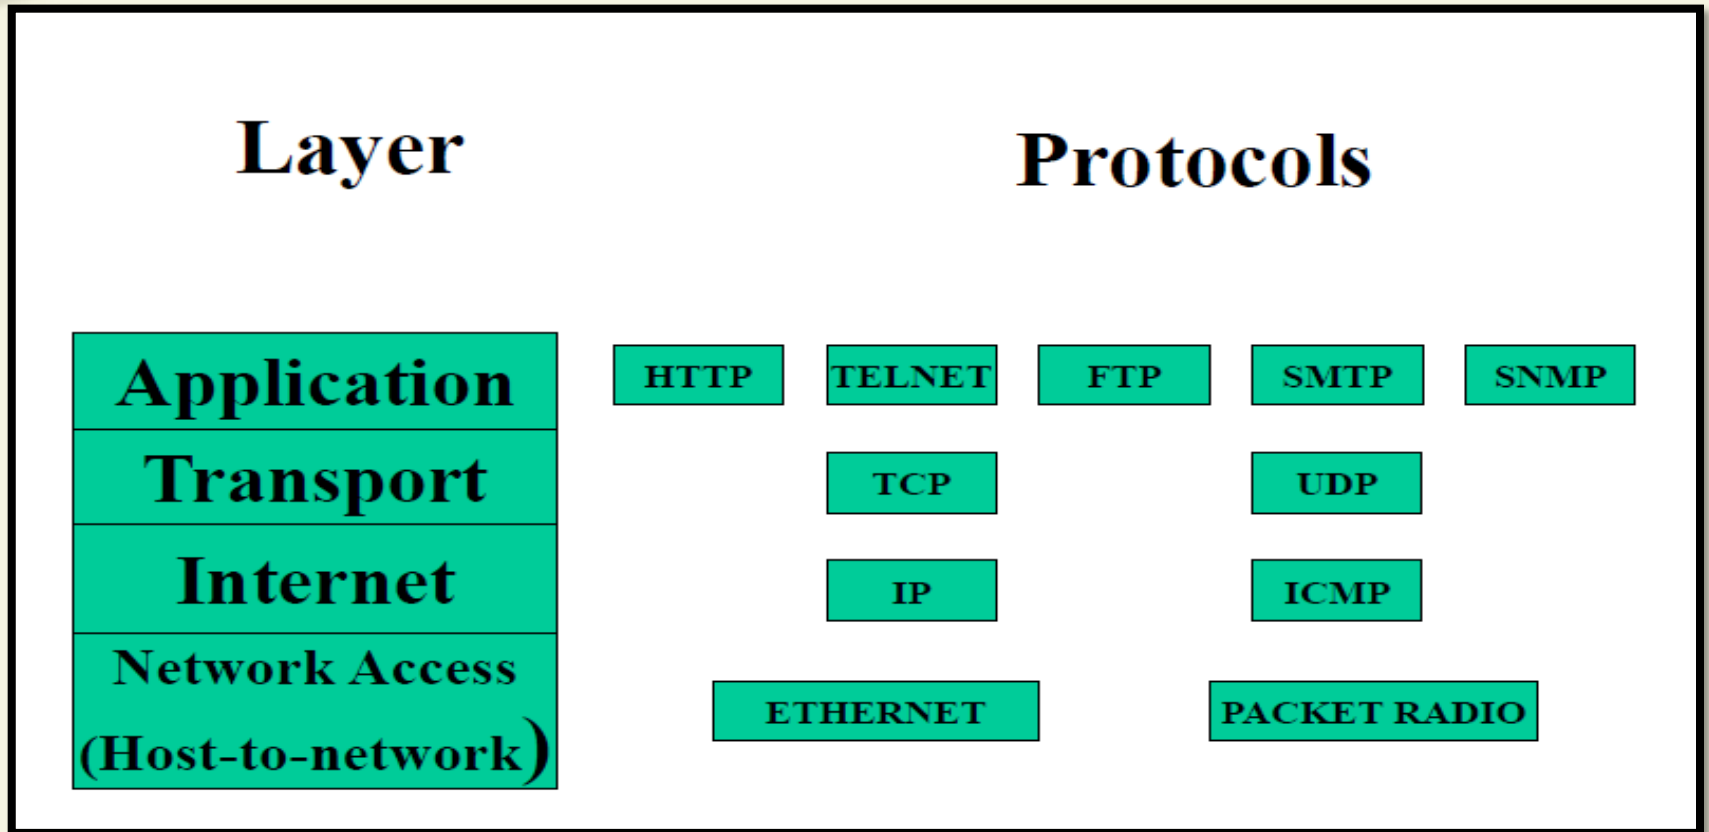 Layer
Protocols
Application
HTTP
TELNET
FTP
SMTP
SNMP
Transport
TCP
UDP
Internet
IP
ICMP
Network Access
(Host-to-network)
ETHERNET
PACKET RADIO